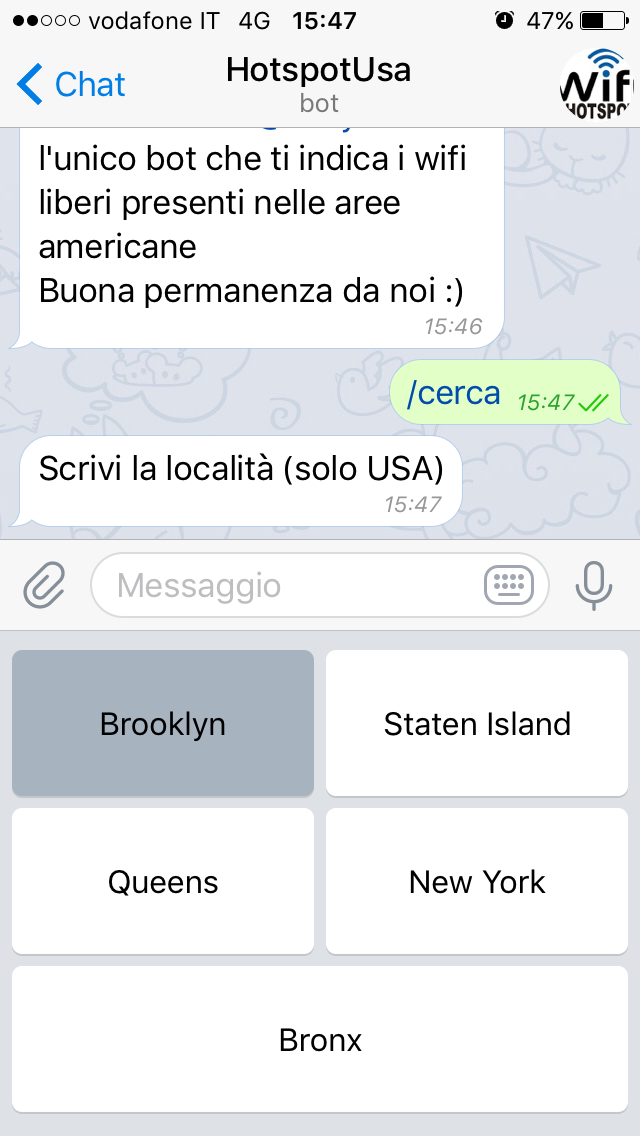 vodafone IT 4G 15:47 47%
Chat
HotspotUsa
bot
l'unico bot che ti indica i wifi
liberi presenti nelle aree
americane
Buona permanenza da noi :)
15:46
/cerca 15:47
Scrivi la località (solo USA)
15:47
Messaggio
Brooklyn
Staten Island
Queens
New York
Bronx